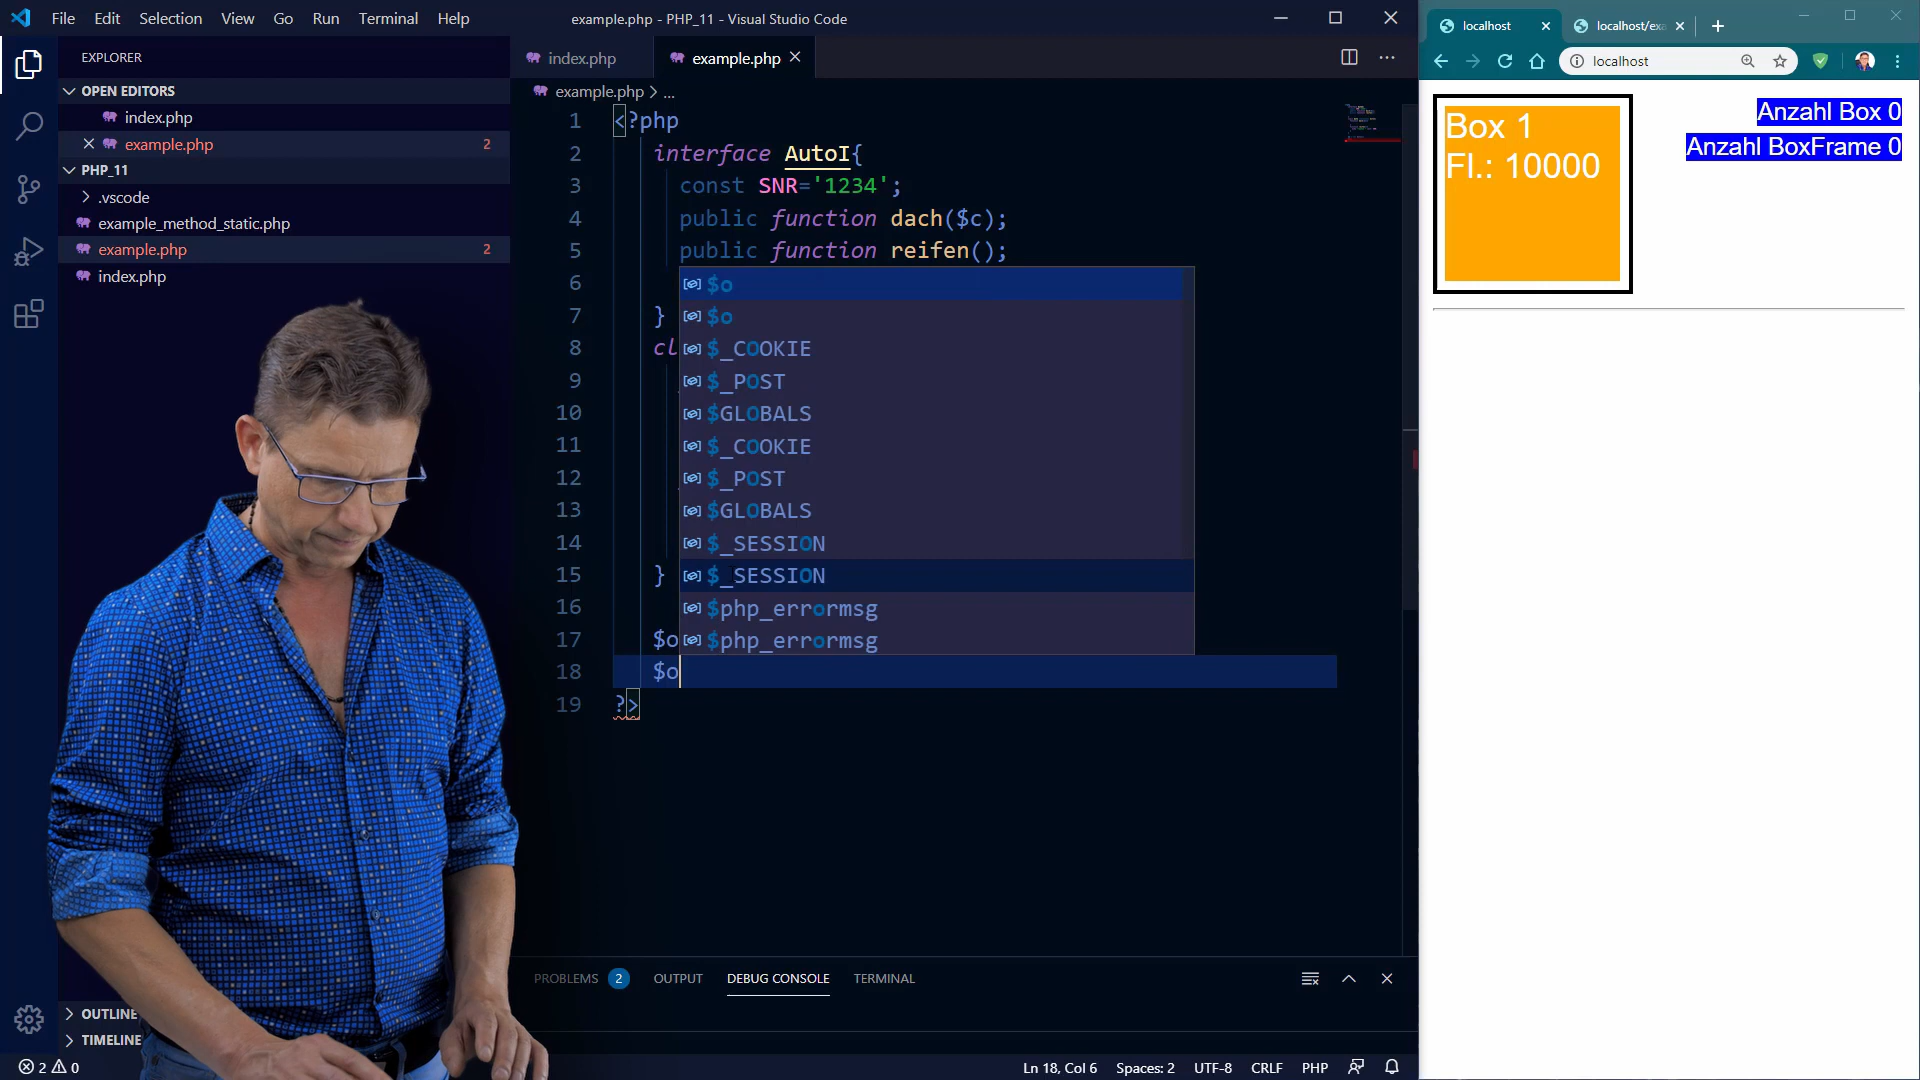 File Edit Selection View Go Run Terminal Help
example.php - PHP_11 - Visual Studio Code
EXPLORER
OPEN EDITORS
index.php
example.php 2
PHP_11
.vscode
example_method_static.php
example.php 2
index.php
OUTLINE
TIMELINE
index.php example.php
example.php > ...
1 <?php
2 interface AutoI{
3 const SNR='1234';
4 public function dach($c);
5 public function reifen();
6
7 }
8 cl
9
10
11
12
13
14
15 }
16
17 $o
18 $o
19 ?>
$o
$o
$_COOKIE
$_POST
$GLOBALS
$_COOKIE
$_POST
$GLOBALS
$_SESSION
$_SESSION
$php_errormsg
$php_errormsg
PROBLEMS 2 OUTPUT DEBUG CONSOLE TERMINAL
2 0
Ln 18, Col 6 Spaces: 2 UTF-8 CRLF PHP
localhost localhost/exa
localhost
Box 1
Fl.: 10000
Anzahl Box 0
Anzahl BoxFrame 0